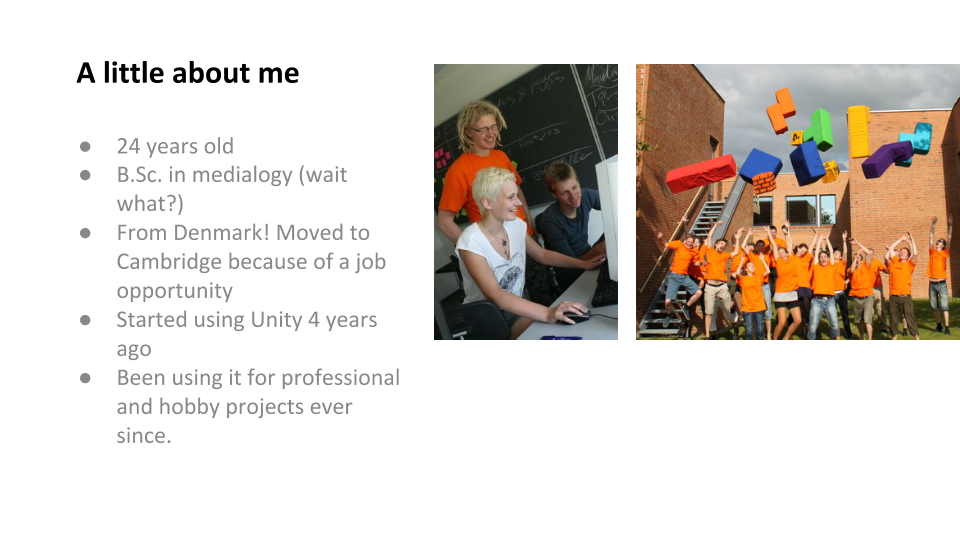 A little about me
● 24 years old
● B.Sc. in medialogy (wait
what?)
● From Denmark! Moved to
Cambridge because of a job
opportunity
● Started using Unity 4 years
ago
● Been using it for professional
and hobby projects ever
since.